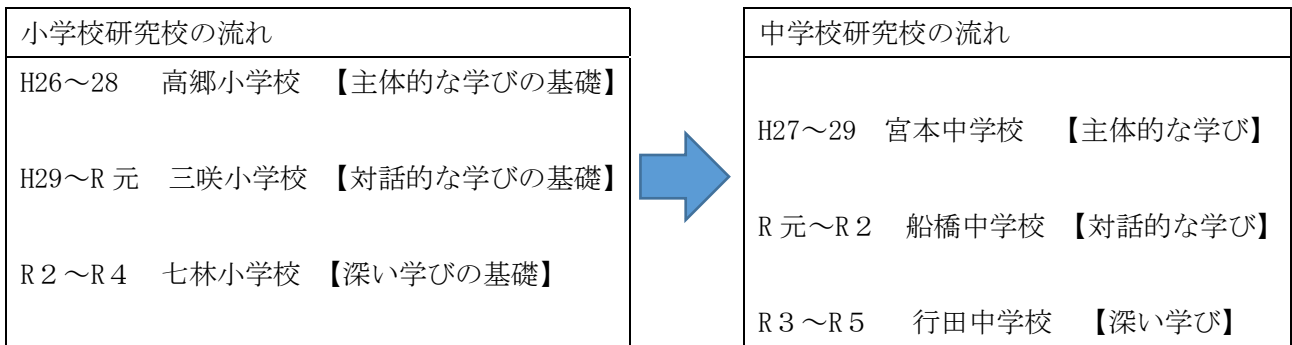 小学校研究校の流れ
H26～28　高郷小学校　【主体的な学びの基礎】
H29～R元　三咲小学校　【対話的な学びの基礎】
R２～R４　七林小学校　【深い学びの基礎】
中学校研究校の流れ
H27～29　宮本中学校　【主体的な学び】
R元～R２　船橋中学校　【対話的な学び】
R３～R５　行田中学校　【深い学び】